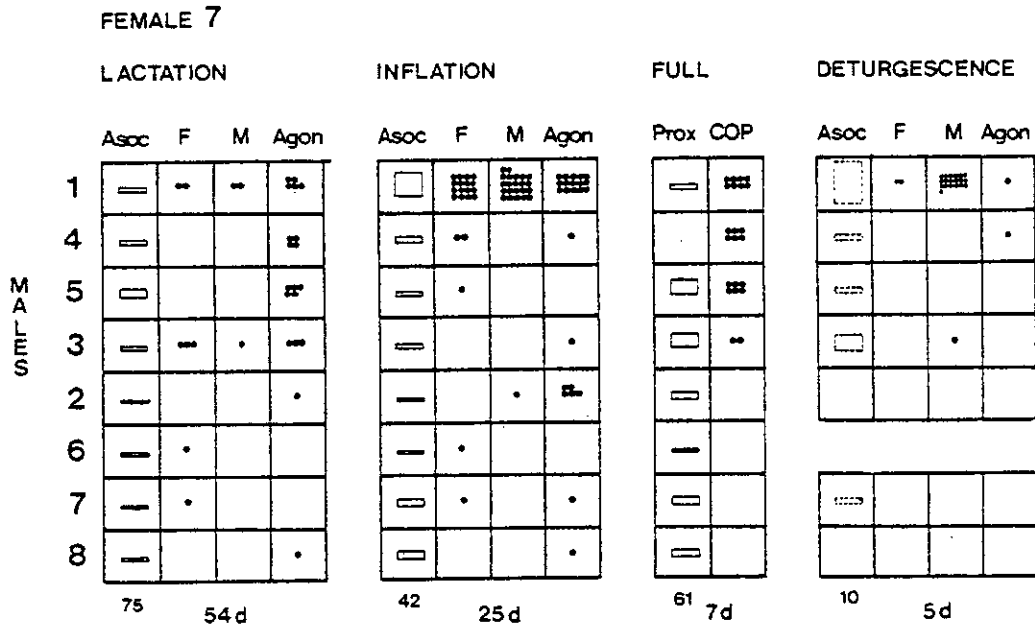 FEMALE 7
LACTATION INFLATION FULL DETURGESCENCE
Asoc F M Agon Asoc F M Agon Prox COP Asoc F M Agon
MALES
1
4
5
3
2
6
7
8
75 54d 42 25d 61 7d 10 5d